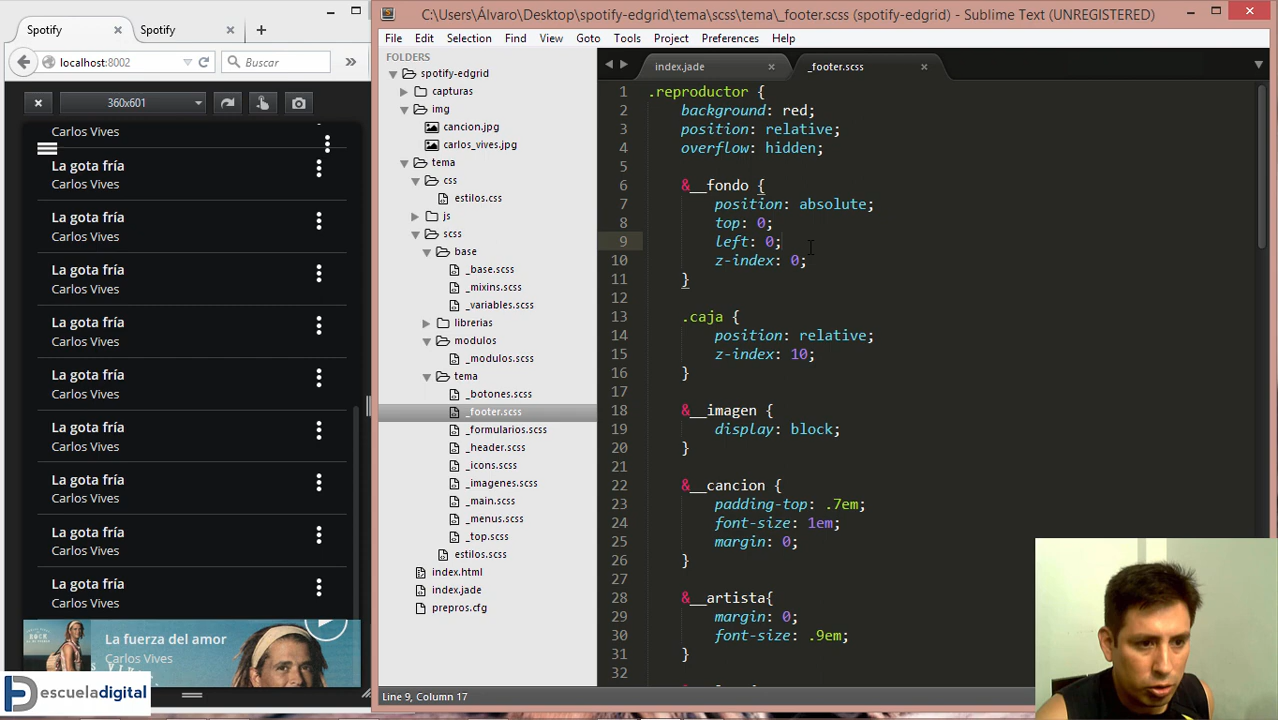 C:\Users\Álvaro\Desktop\spotify-edgrid\tema\scss\tema\_footer.scss (spotify-edgrid) - Sublime Text (UNREGISTERED)
Spotify
Spotify
localhost:8002
Buscar
360x601
Carlos Vives
La gota fría
Carlos Vives
La gota fría
Carlos Vives
La gota fría
Carlos Vives
La gota fría
Carlos Vives
La gota fría
Carlos Vives
La gota fría
Carlos Vives
La gota fría
Carlos Vives
La gota fría
Carlos Vives
La gota fría
Carlos Vives
La fuerza del amor
Carlos Vives
escueladigital
File Edit Selection Find View Goto Tools Project Preferences Help
FOLDERS
spotify-edgrid
capturas
img
cancion.jpg
carlos_vives.jpg
tema
css
estilos.css
js
scss
base
_base.scss
_mixins.scss
_variables.scss
librerias
modulos
_modulos.scss
tema
_botones.scss
_footer.scss
_formularios.scss
_header.scss
_icons.scss
_imagenes.scss
_main.scss
_menus.scss
_top.scss
estilos.scss
index.html
index.jade
prepros.cfg
index.jade
_footer.scss
1 .reproductor {
2 background: red;
3 position: relative;
4 overflow: hidden;
5
6 &__fondo {
7 position: absolute;
8 top: 0;
9 left: 0;
10 z-index: 0;
11 }
12
13 .caja {
14 position: relative;
15 z-index: 10;
16 }
17
18 &__imagen {
19 display: block;
20 }
21
22 &__cancion {
23 padding-top: .7em;
24 font-size: 1em;
25 margin: 0;
26 }
27
28 &__artista{
29 margin: 0;
30 font-size: .9em;
31 }
32
Line 9, Column 17